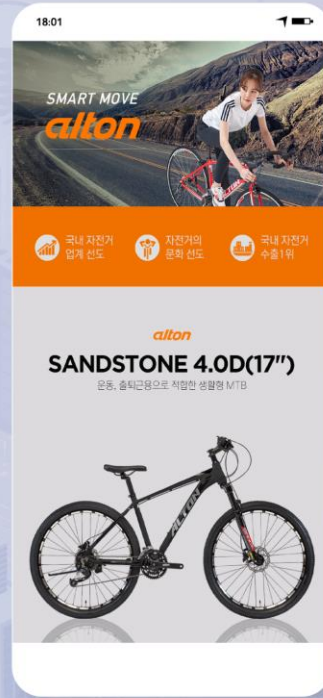 18:01
SMART MOVE
alton
국내 자전거
업계 선도
자전거의
문화 선도
국내 자전거
수출1위
alton
SANDSTONE 4.0D(17")
운동, 출퇴근용으로 적합한 생활형 MTB
ALTON